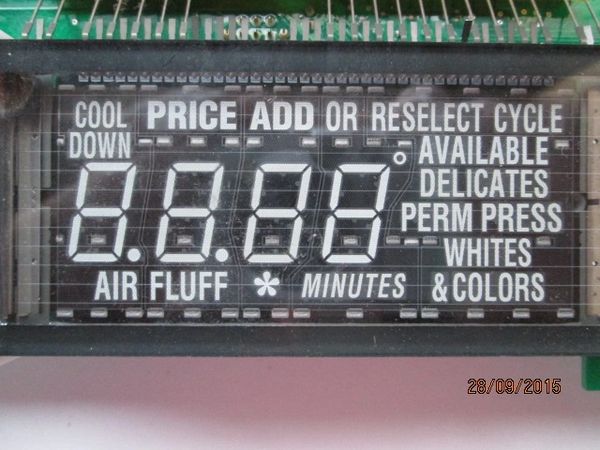 COOL PRICE ADD OR RESELECT CYCLE
DOWN AVAILABLE
8.8.88° DELICATES
PERM PRESS
WHITES
AIR FLUFF * MINUTES & COLORS
28/09/2015